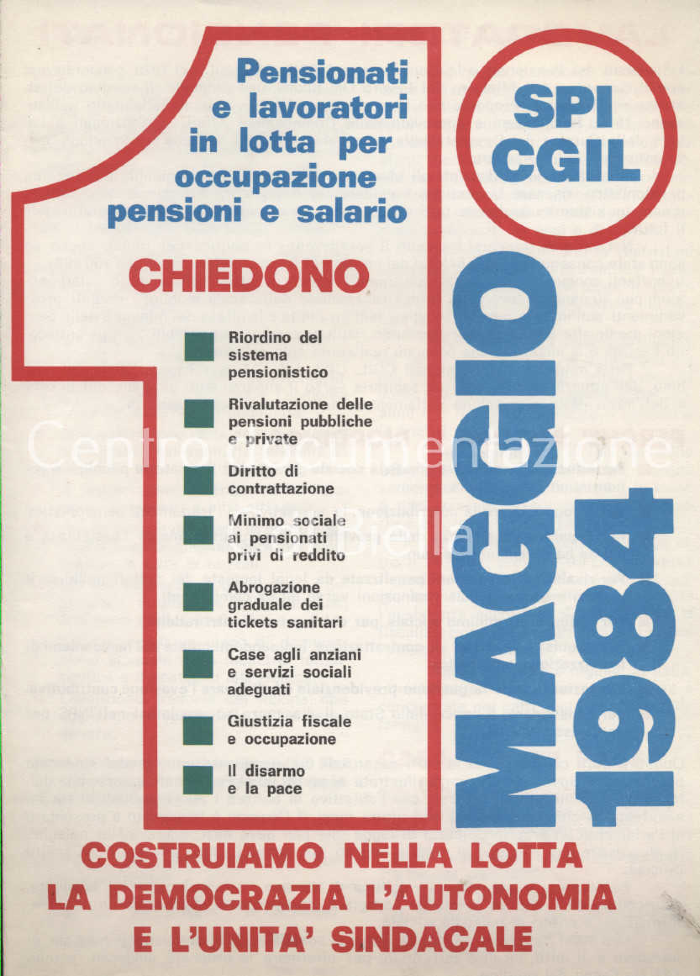 Pensionati
e lavoratori
in lotta per
occupazione
pensioni e salario
SPI
CGIL
CHIEDONO
Riordino del
sistema
pensionistico
Rivalutazione delle
pensioni pubbliche
e private
Diritto di
contrattazione
Minimo sociale
ai pensionati
privi di reddito
Abrogazione
graduale dei
tickets sanitari
Case agli anziani
e servizi sociali
adeguati
Giustizia fiscale
e occupazione
Il disarmo
e la pace
1
MAGGIO
1984
Centro documentazione
Biella
COSTRUIAMO NELLA LOTTA
LA DEMOCRAZIA L'AUTONOMIA
E L'UNITA' SINDACALE